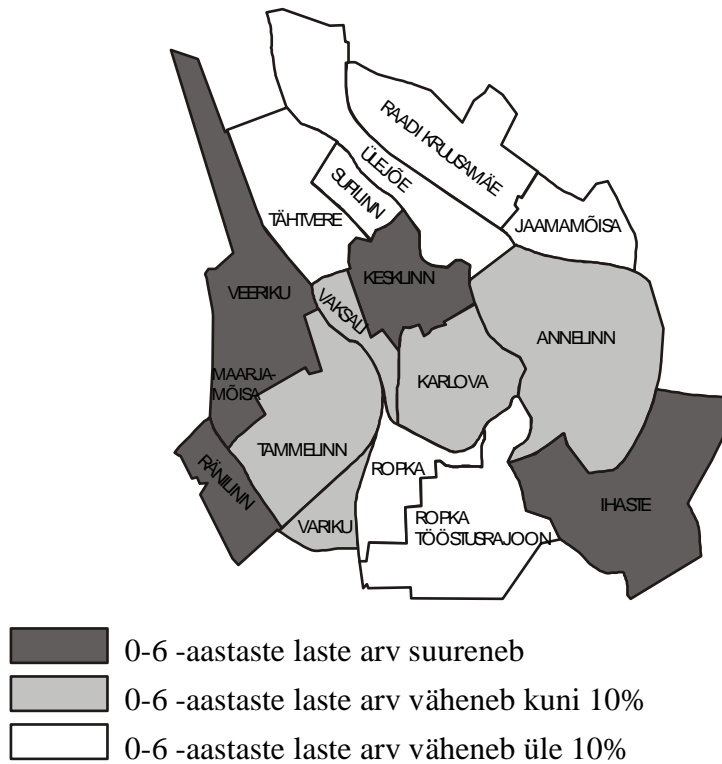 RAADI KRUUSAMÄE
ÜLEJÕE
SUPILINN
TÄHTVERE
JAAMAMÕISA
VEERIKU
VAKSALI
KESKLINN
ANNELINN
MAARJA-
MÕISA
KARLOVA
TAMMELINN
RÄNILINN
ROPKA
IHASTE
VARIKU
ROPKA
TÖÖSTUSRAJOON
0-6 -aastaste laste arv suureneb
0-6 -aastaste laste arv väheneb kuni 10%
0-6 -aastaste laste arv väheneb üle 10%